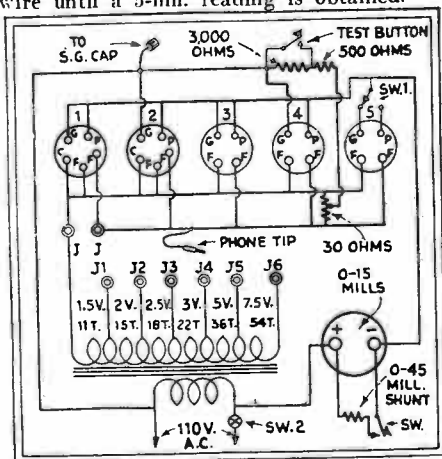 wire until a 5-mil. reading is obtained.
TO
S.G. CAP
3,000
OHMS
TEST BUTTON
500 OHMS
SW.1.
1 2 3 4 5
G P G P G P G P G P
C F F C F F F F F F F F
J J
PHONE TIP
30 OHMS
J1 J2 J3 J4 J5 J6
1.5V. 2V. 2.5V. 3V. 5V. 7.5V.
11T. 15T. 18T. 22T 36T. 54T.
0-15
MILLS
+ -
0-45
MILL.
SHUNT
110V.
A.C.
SW.2
SW.